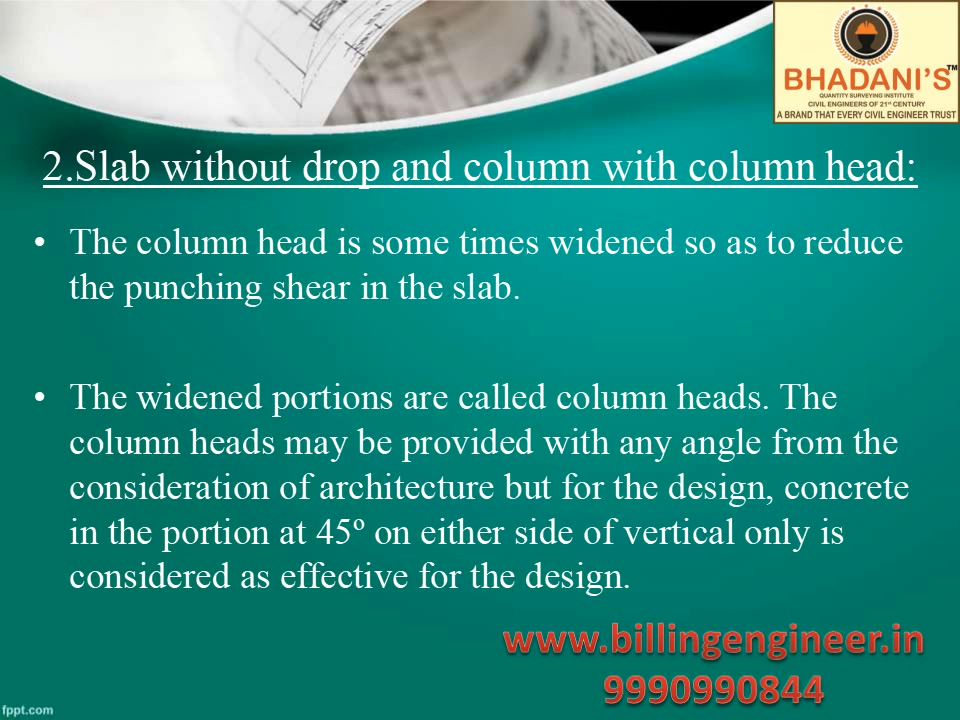 BHADANI'S™
QUANTITY SURVEYING INSTITUTE
CIVIL ENGINEERS OF 21st CENTURY
A BRAND THAT EVERY CIVIL ENGINEER TRUST
2.Slab without drop and column with column head:
• The column head is some times widened so as to reduce
the punching shear in the slab.
• The widened portions are called column heads. The
column heads may be provided with any angle from the
consideration of architecture but for the design, concrete
in the portion at 45º on either side of vertical only is
considered as effective for the design.
www.billingengineer.in
9990990844
fppt.com